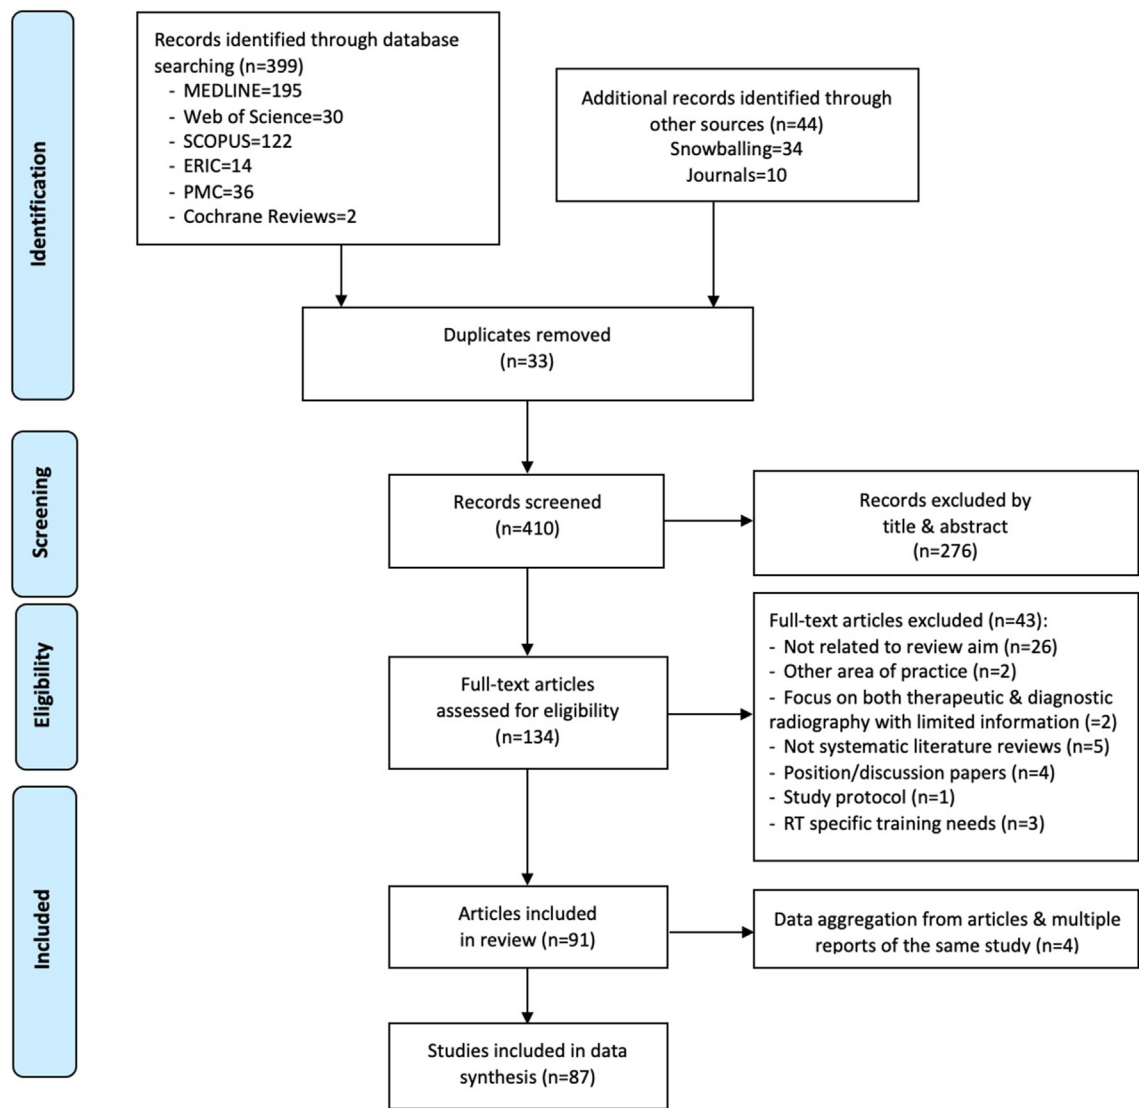 Identification
Records identified through database
searching (n=399)
- MEDLINE=195
- Web of Science=30
- SCOPUS=122
- ERIC=14
- PMC=36
- Cochrane Reviews=2
Additional records identified through
other sources (n=44)
Snowballing=34
Journals=10
Duplicates removed
(n=33)
Screening
Records screened
(n=410)
Records excluded by
title & abstract
(n=276)
Eligibility
Full-text articles
assessed for eligibility
(n=134)
Full-text articles excluded (n=43):
- Not related to review aim (n=26)
- Other area of practice (n=2)
- Focus on both therapeutic & diagnostic
radiography with limited information (=2)
- Not systematic literature reviews (n=5)
- Position/discussion papers (n=4)
- Study protocol (n=1)
- RT specific training needs (n=3)
Included
Articles included
in review (n=91)
Data aggregation from articles & multiple
reports of the same study (n=4)
Studies included in data
synthesis (n=87)